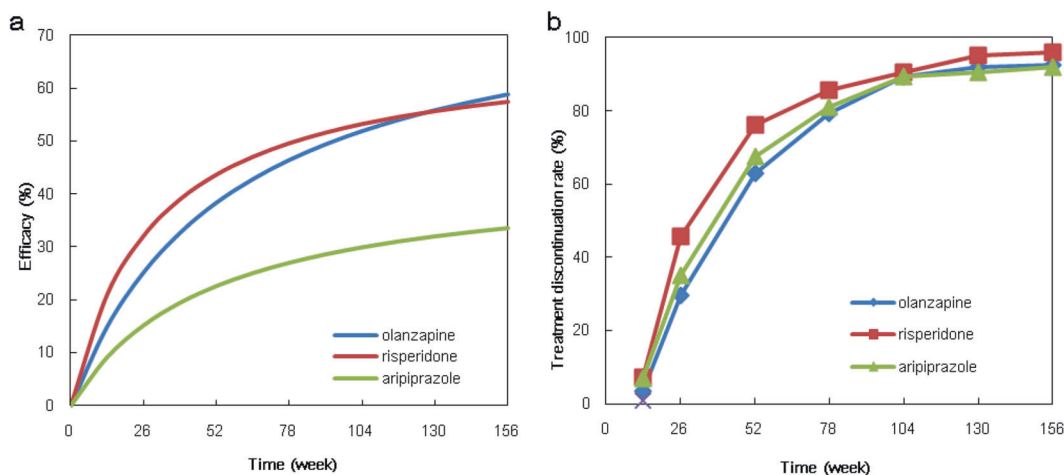 a
70
60
50
40
30
20
10
0
Efficacy (%)
olanzapine
risperidone
aripiprazole
0 26 52 78 104 130 156
Time (week)
b
100
80
60
40
20
0
Treatment discontinuation rate (%)
olanzapine
risperidone
aripiprazole
0 26 52 78 104 130 156
Time (week)